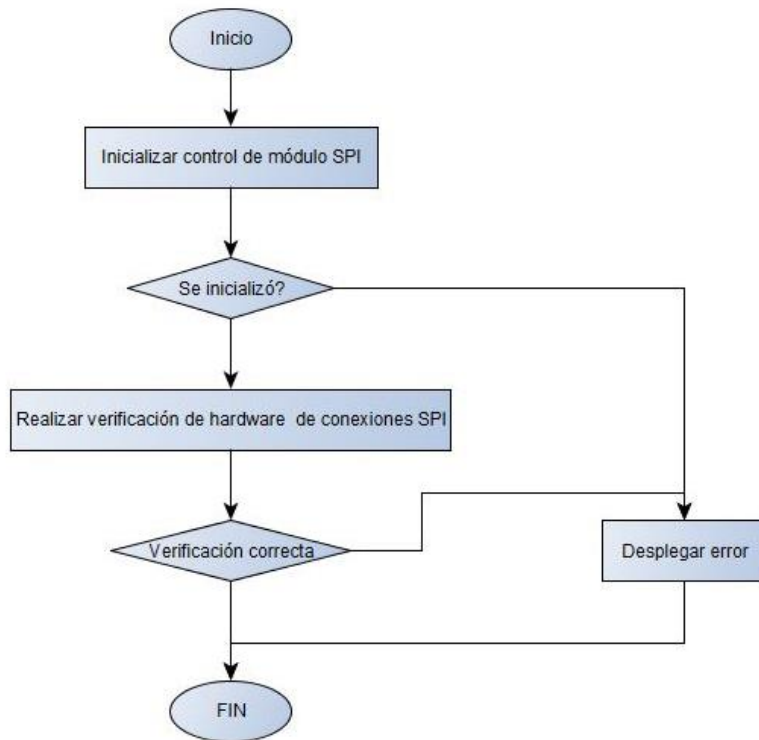 Inicio
Inicializar control de módulo SPI
Se inicializó?
Realizar verificación de hardware de conexiones SPI
Verificación correcta
Desplegar error
FIN